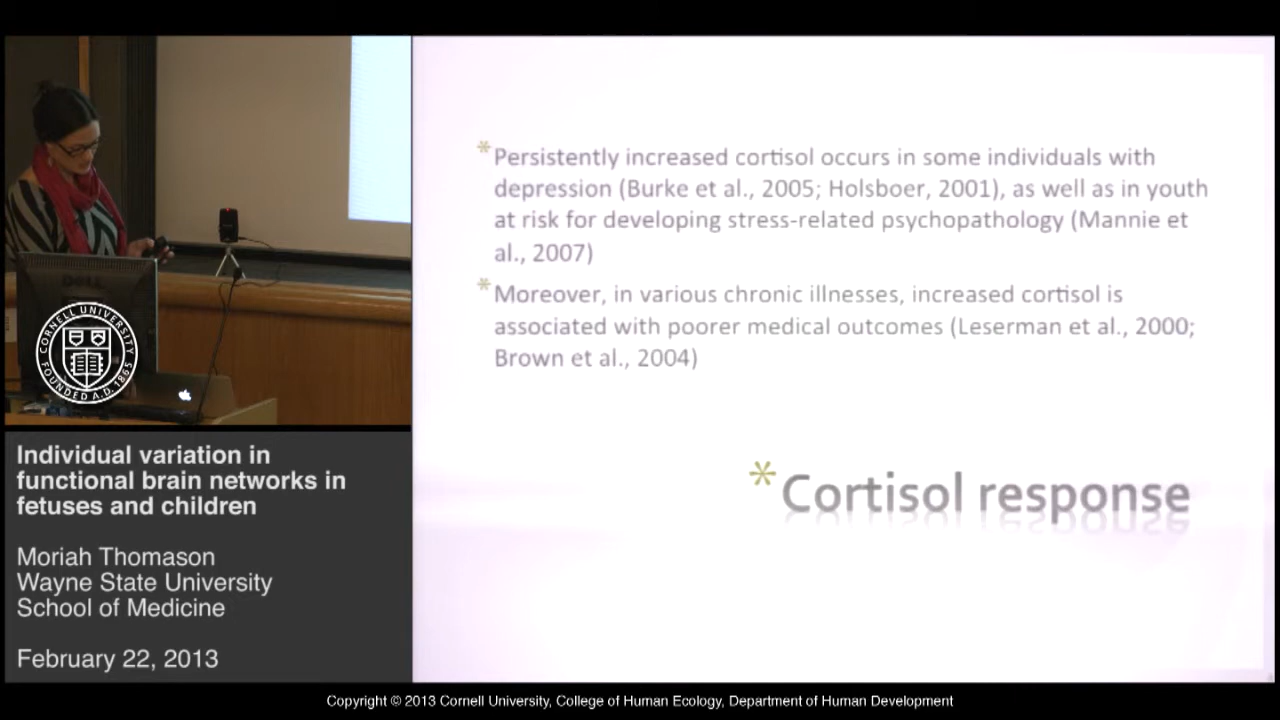 * Persistently increased cortisol occurs in some individuals with
depression (Burke et al., 2005; Holsboer, 2001), as well as in youth
at risk for developing stress-related psychopathology (Mannie et
al., 2007)
* Moreover, in various chronic illnesses, increased cortisol is
associated with poorer medical outcomes (Leserman et al., 2000;
Brown et al., 2004)
* Cortisol response
DELL
CORNELL UNIVERSITY
FOUNDED A.D. 1865
Individual variation in
functional brain networks in
fetuses and children
Moriah Thomason
Wayne State University
School of Medicine
February 22, 2013
Copyright © 2013 Cornell University, College of Human Ecology, Department of Human Development